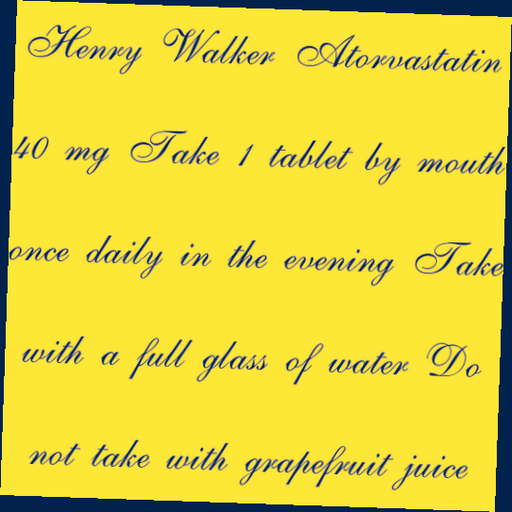 Henry Walker Atorvastatin
40 mg Take 1 tablet by mouth
once daily in the evening Take
with a full glass of water Do
not take with grapefruit juice